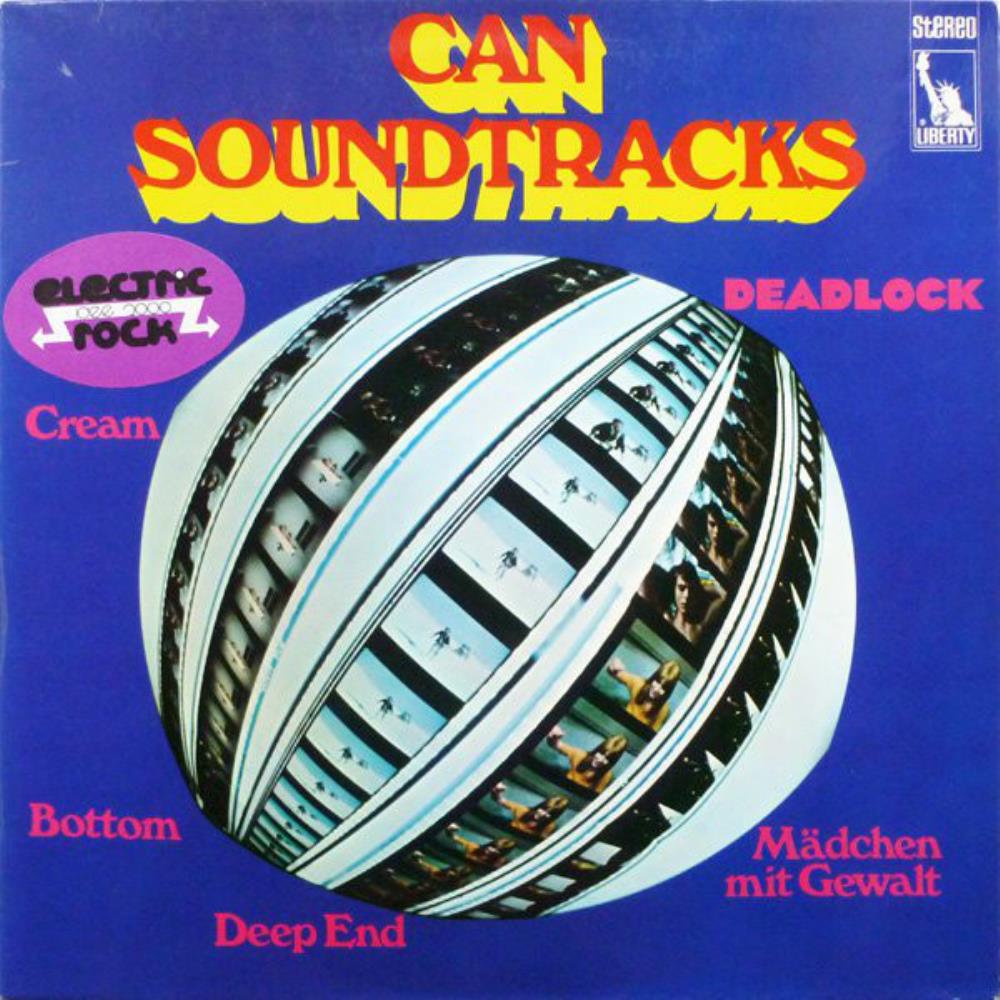 CAN
SOUNDTRACKS
STEREO
LIBERTY
ELECTRIC
ROCK
DEADLOCK
Cream
Bottom
Mädchen
mit Gewalt
Deep End